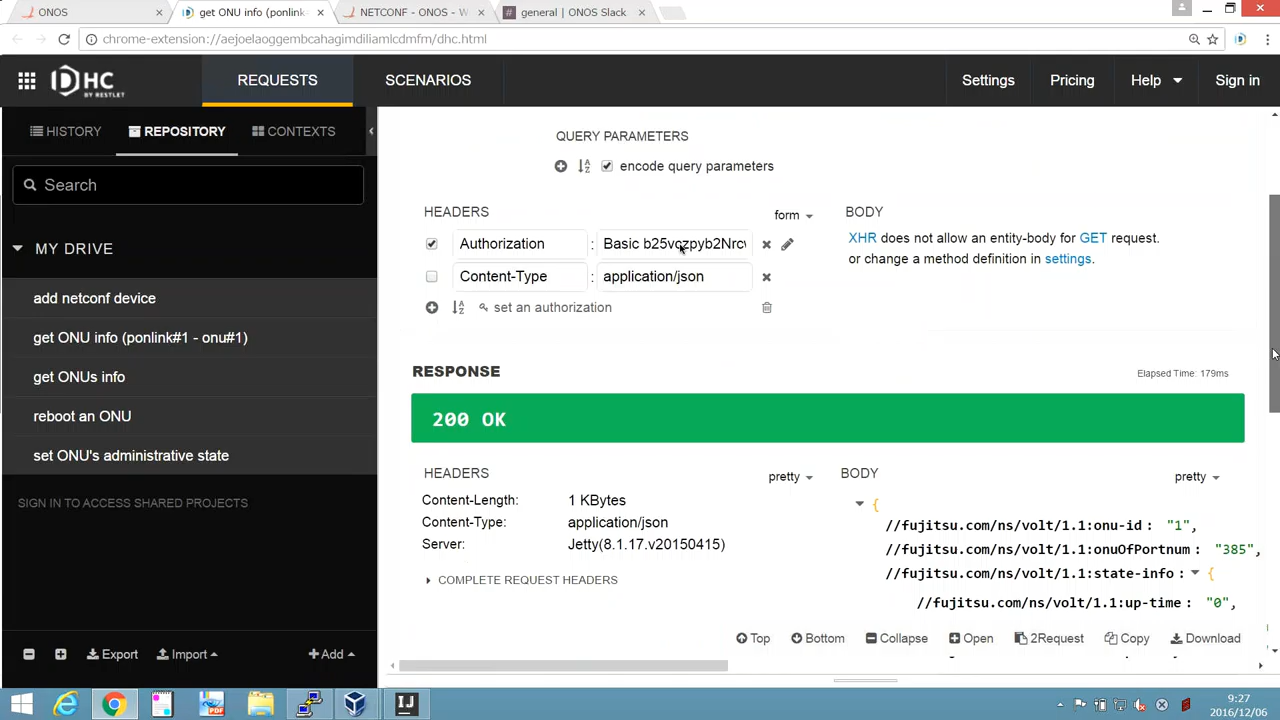 ONOS
get ONU info (ponlink
NETCONF - ONOS - W
general | ONOS Slack
chrome-extension://aejoelaoggembcahagimdiliamlcdmfm/dhc.html
DHC
BY RESTLET
REQUESTS
SCENARIOS
Settings
Pricing
Help
Sign in
HISTORY
REPOSITORY
CONTEXTS
Search
MY DRIVE
add netconf device
get ONU info (ponlink#1 - onu#1)
get ONUs info
reboot an ONU
set ONU's administrative state
SIGN IN TO ACCESS SHARED PROJECTS
Export
Import
Add
QUERY PARAMETERS
encode query parameters
HEADERS
form
Authorization : Basic
Content-Type : application/json
set an authorization
BODY
XHR does not allow an entity-body for GET request.
or change a method definition in settings.
RESPONSE
Elapsed Time: 179ms
200 OK
HEADERS
pretty
Content-Length: 1 KBytes
Content-Type: application/json
Server: Jetty(8.1.17.v20150415)
COMPLETE REQUEST HEADERS
BODY
pretty
{
//fujitsu.com/ns/volt/1.1:onu-id : "1",
//fujitsu.com/ns/volt/1.1:onuOfPortnum : "385",
//fujitsu.com/ns/volt/1.1:state-info : {
//fujitsu.com/ns/volt/1.1:up-time : "0",
Top
Bottom
Collapse
Open
2Request
Copy
Download
9:27
2016/12/06